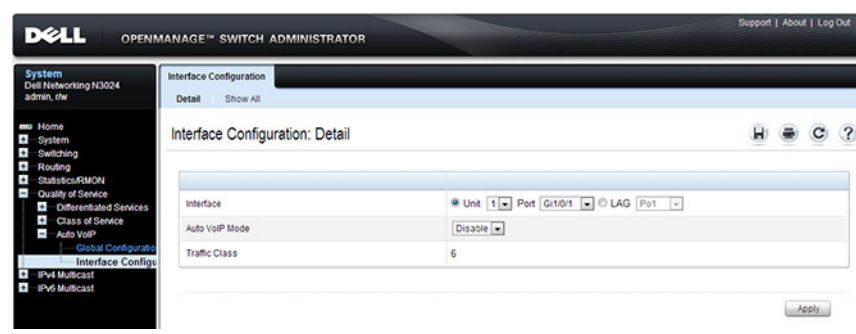 Support | About | Log Out
DELL OPENMANAGE™ SWITCH ADMINISTRATOR
System
Dell Networking N3024
admin, r/w
Home
System
Switching
Routing
Statistics/RMON
Quality of Service
Differentiated Services
Class of Service
Auto VoIP
Global Configuratio
Interface Configu
IPv4 Multicast
IPv6 Multicast
Interface Configuration
Detail Show All
Interface Configuration: Detail
Interface Unit 1 Port Gi1/0/1 LAG Po1
Auto VoIP Mode Disable
Traffic Class 6
Apply